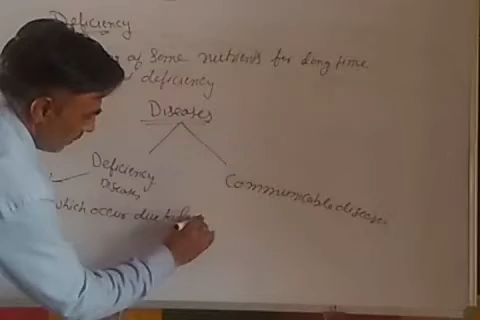 Deficiency
of some nutrients for long time
deficiency
Diseases
Deficiency
Diseases
Communicable diseases
which occur due to